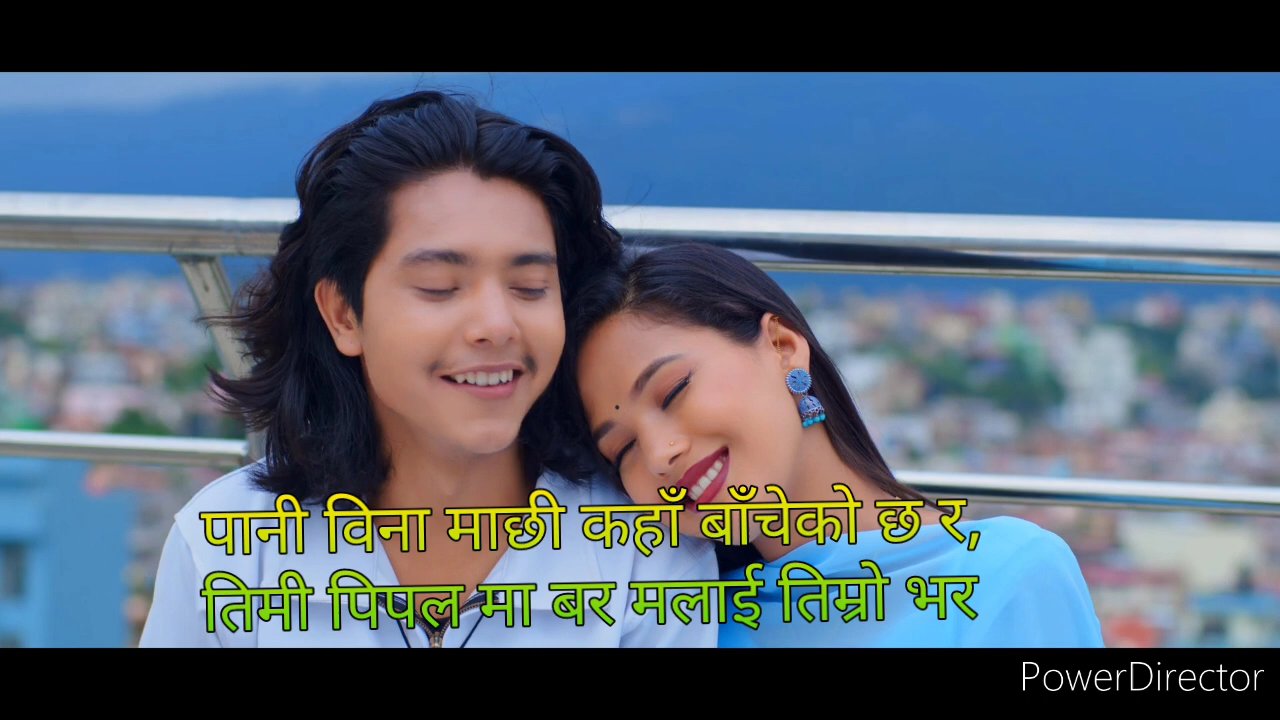 पानी विना माछी कहाँ बाँचेको छ र,
तिमी पिपल मा बर मलाई तिम्रो भर
PowerDirector